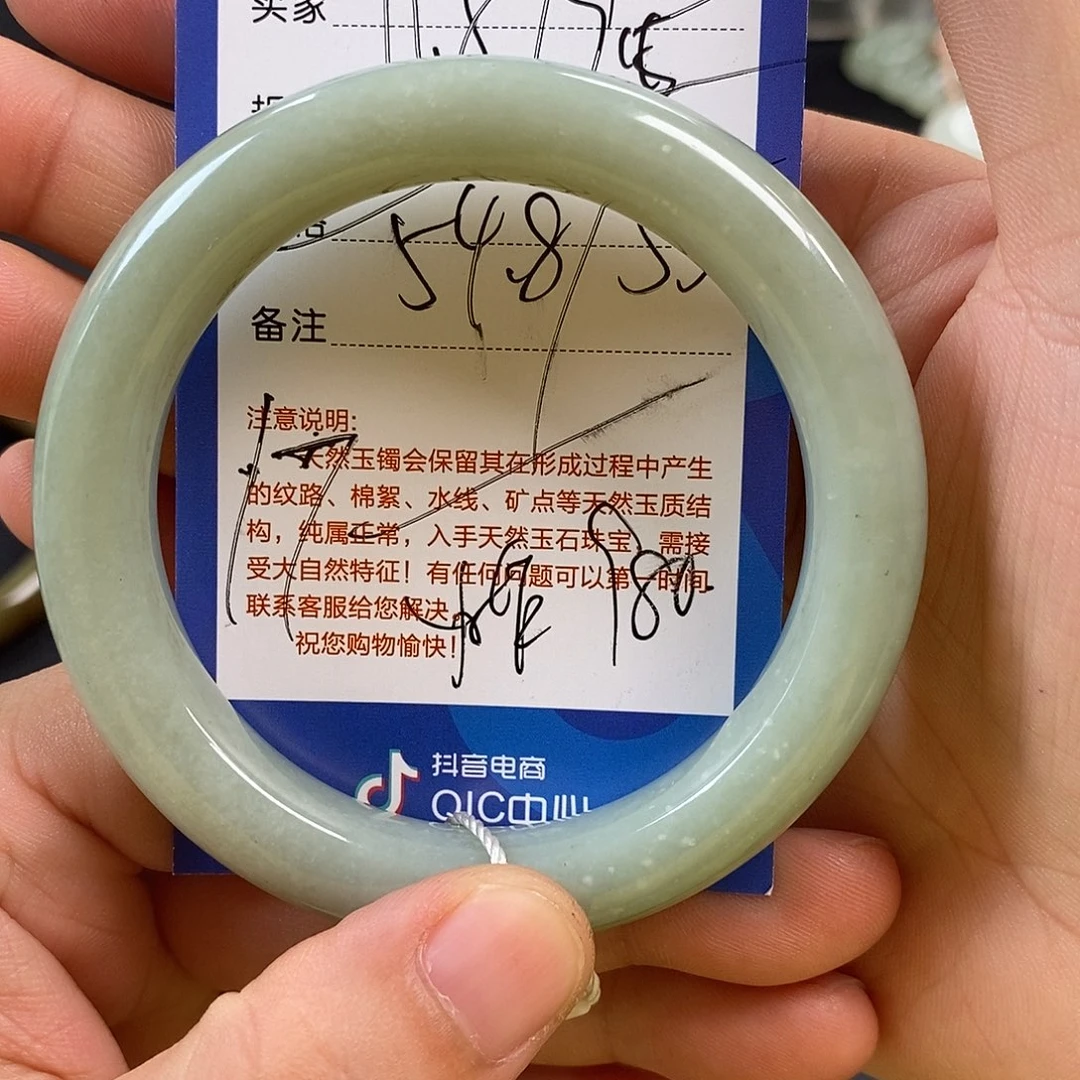 买家
548
备注
注意说明:
天然玉镯会保留其在形成过程中产生
的纹路、棉絮、水线、矿点等天然玉质结
构，纯属正常，入手天然玉石珠宝，需接
受大自然特征！有任何问题可以第一时间
联系客服给您解决。
祝您购物愉快！
180.
抖音电商
QIC中心